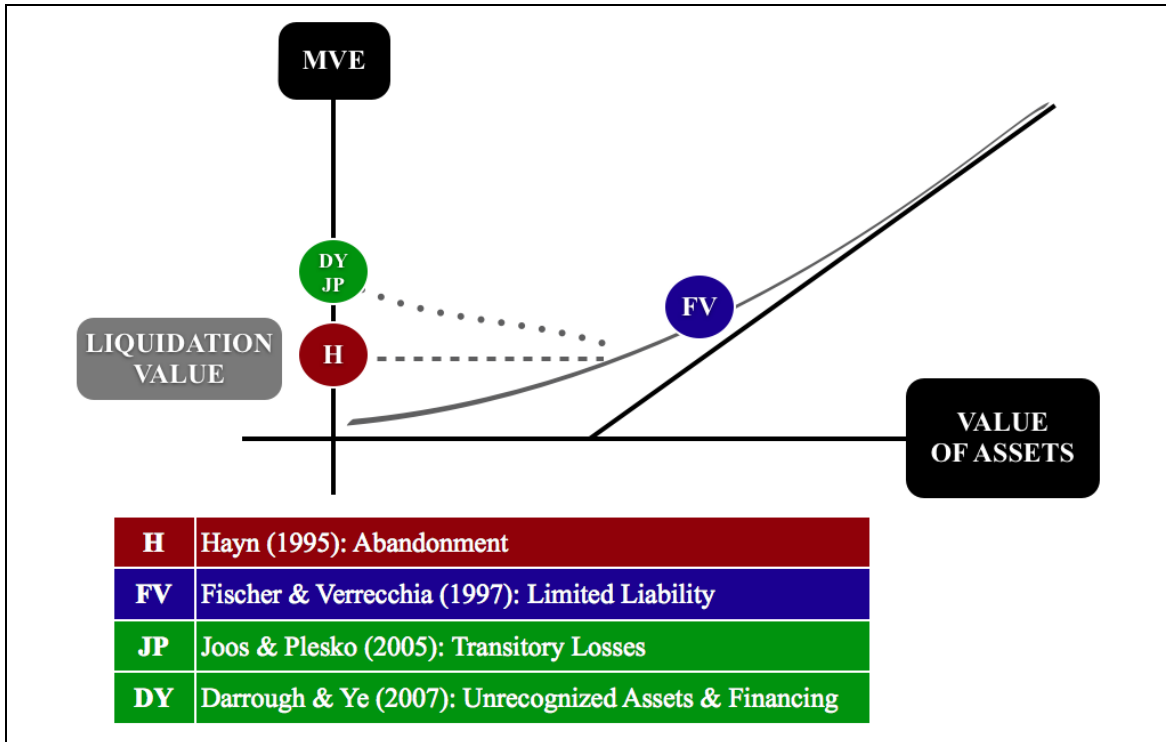 MVE
DY
JP
LIQUIDATION
VALUE
H
FV
VALUE
OF ASSETS
H Hayn (1995): Abandonment
FV Fischer & Verrecchia (1997): Limited Liability
JP Joos & Plesko (2005): Transitory Losses
DY Darrough & Ye (2007): Unrecognized Assets & Financing